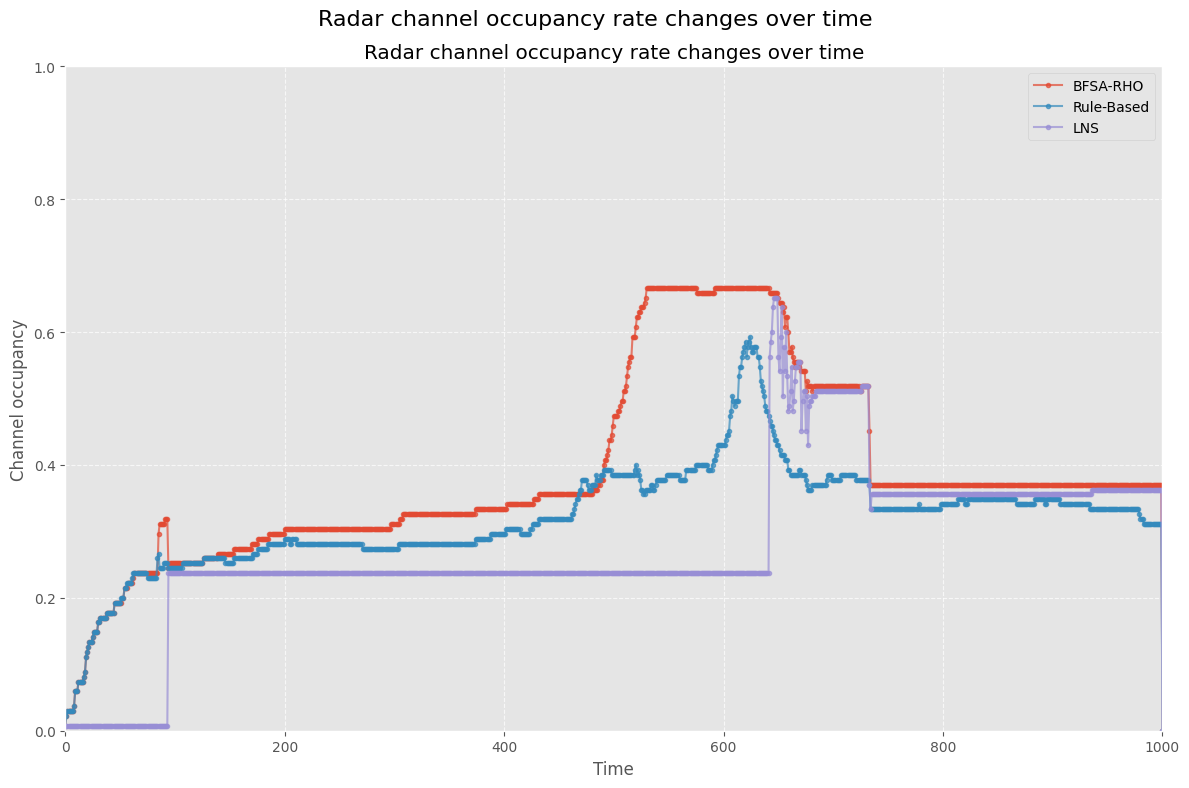 Radar channel occupancy rate changes over time
Radar channel occupancy rate changes over time
1.0
0.8
0.6
0.4
0.2
0.0
Channel occupancy
0 200 400 600 800 1000
Time
BFSA-RHO
Rule-Based
LNS